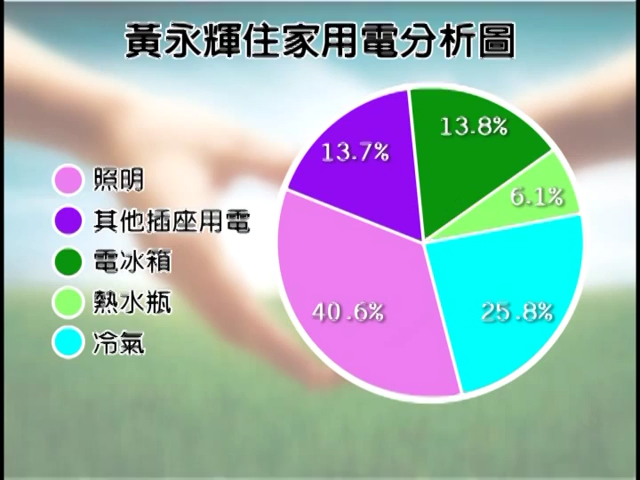 黃永輝住家用電分析圖
照明
其他插座用電
電冰箱
熱水瓶
冷氣
13.7%
13.8%
6.1%
40.6%
25.8%